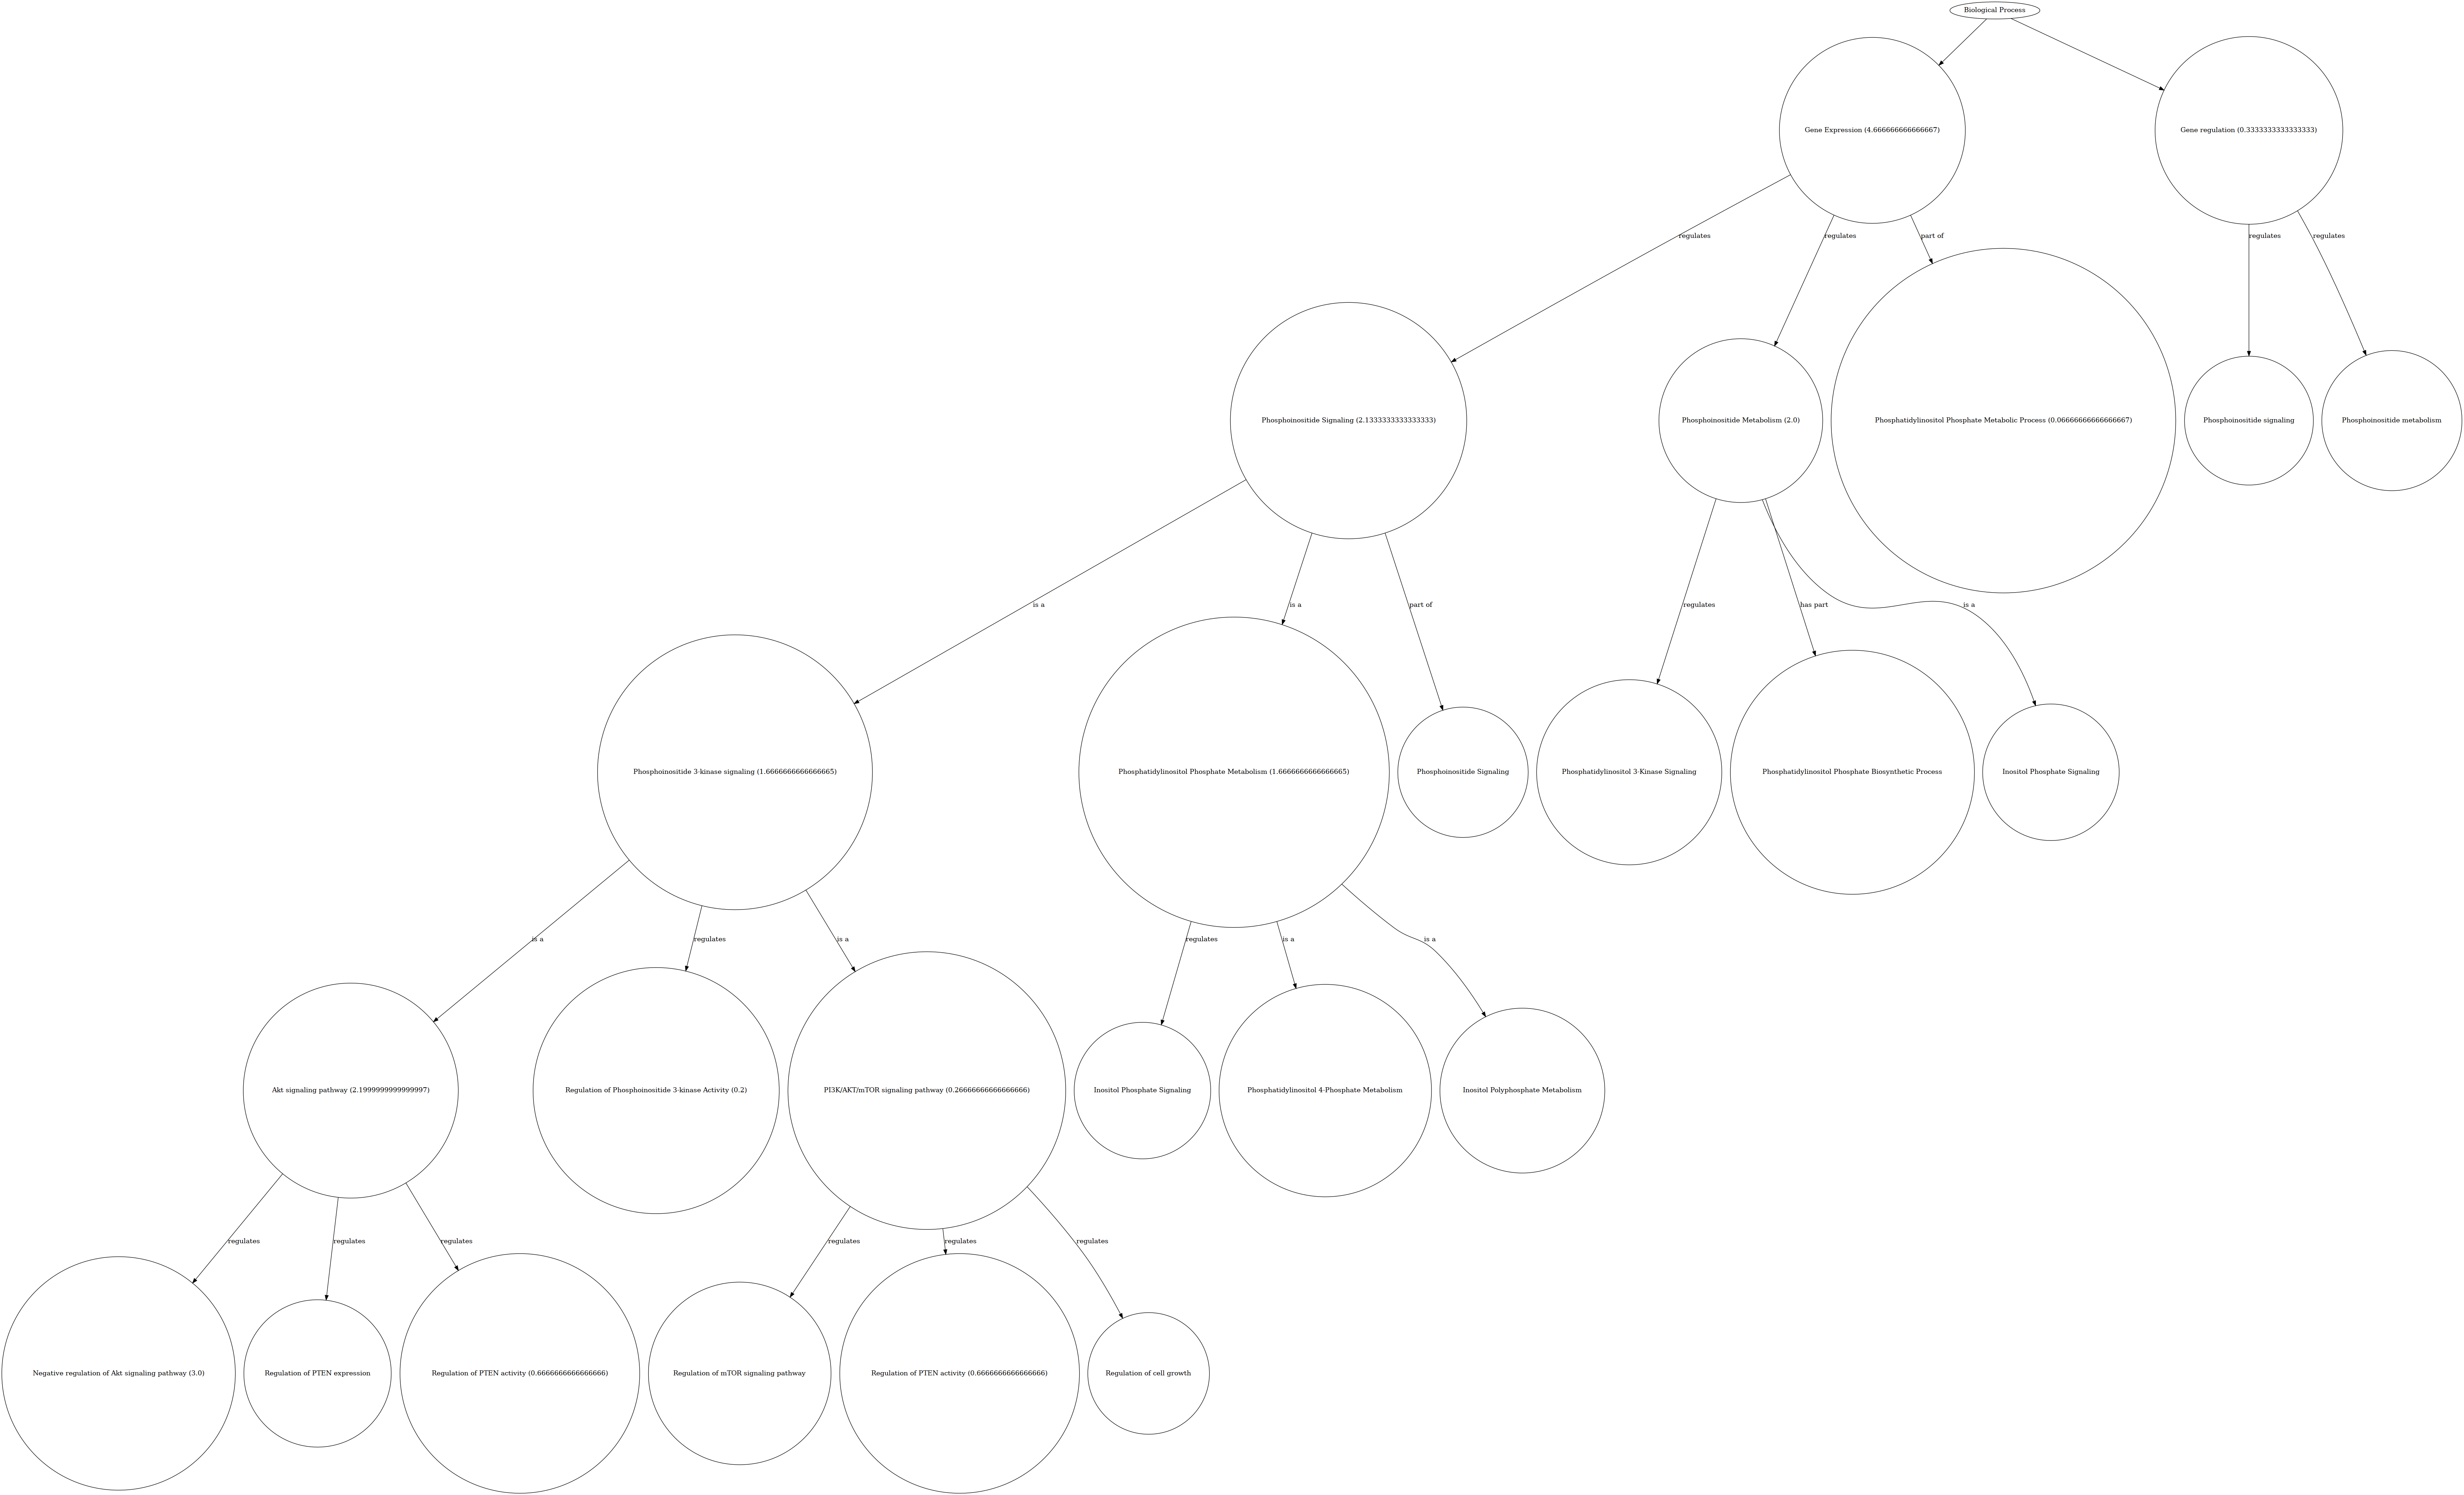 Biological Process
Gene Expression (4.666666666666667)
Gene regulation (0.3333333333333333)
regulates
regulates
part of
regulates
regulates
Phosphoinositide Signaling (2.1333333333333333)
Phosphoinositide Metabolism (2.0)
Phosphatidylinositol Phosphate Metabolic Process (0.06666666666666667)
Phosphoinositide signaling
Phosphoinositide metabolism
is a
is a
part of
regulates
has part
is a
Phosphoinositide 3-kinase signaling (1.6666666666666665)
Phosphatidylinositol Phosphate Metabolism (1.6666666666666665)
Phosphoinositide Signaling
Phosphatidylinositol 3-Kinase Signaling
Phosphatidylinositol Phosphate Biosynthetic Process
Inositol Phosphate Signaling
is a
regulates
is a
regulates
is a
is a
Akt signaling pathway (2.1999999999999997)
Regulation of Phosphoinositide 3-kinase Activity (0.2)
PI3K/AKT/mTOR signaling pathway (0.26666666666666666)
Inositol Phosphate Signaling
Phosphatidylinositol 4-Phosphate Metabolism
Inositol Polyphosphate Metabolism
regulates
regulates
regulates
regulates
regulates
regulates
Negative regulation of Akt signaling pathway (3.0)
Regulation of PTEN expression
Regulation of PTEN activity (0.6666666666666666)
Regulation of mTOR signaling pathway
Regulation of PTEN activity (0.6666666666666666)
Regulation of cell growth